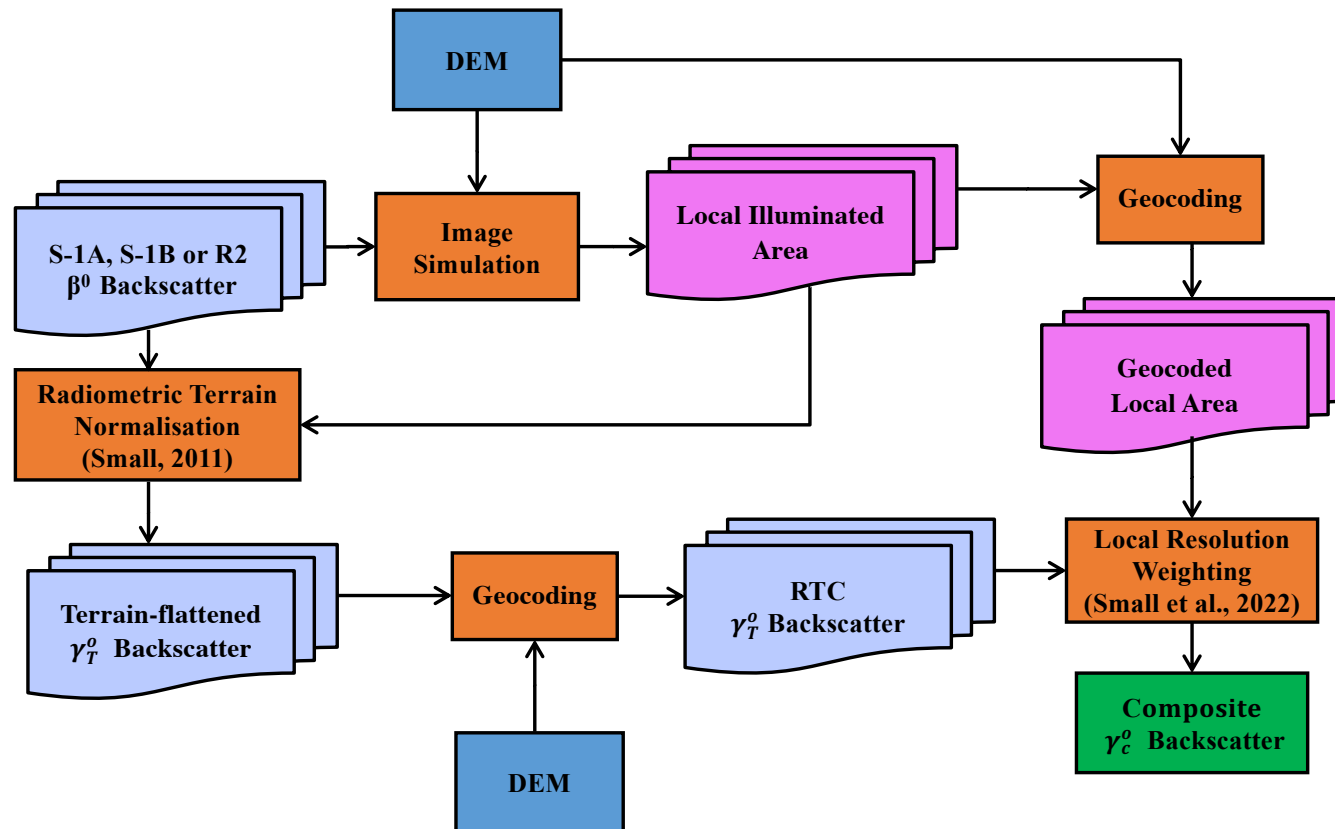 DEM
S-1A, S-1B or R2
β⁰ Backscatter
Image
Simulation
Local Illuminated
Area
Geocoding
Radiometric Terrain
Normalisation
(Small, 2011)
Geocoded
Local Area
Terrain-flattened
γ_T^o Backscatter
Geocoding
RTC
γ_T^o Backscatter
Local Resolution
Weighting
(Small et al., 2022)
Composite
γ_c^o Backscatter
DEM